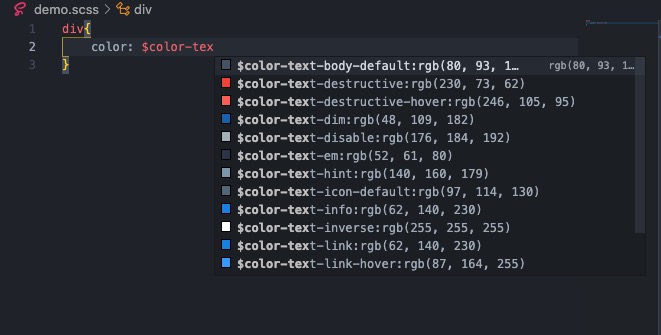 demo.scss > div
1 div{
2 color: $color-tex
3 }
$color-text-body-default:rgb(80, 93, 1… rgb(80, 93, 1…
$color-text-destructive:rgb(230, 73, 62)
$color-text-destructive-hover:rgb(246, 105, 95)
$color-text-dim:rgb(48, 109, 182)
$color-text-disable:rgb(176, 184, 192)
$color-text-em:rgb(52, 61, 80)
$color-text-hint:rgb(140, 160, 179)
$color-text-icon-default:rgb(97, 114, 130)
$color-text-info:rgb(62, 140, 230)
$color-text-inverse:rgb(255, 255, 255)
$color-text-link:rgb(62, 140, 230)
$color-text-link-hover:rgb(87, 164, 255)